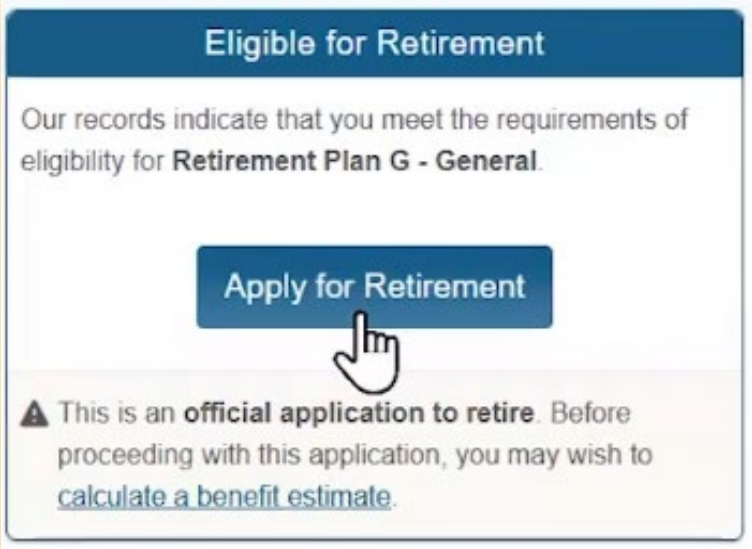 Eligible for Retirement
Our records indicate that you meet the requirements of
eligibility for Retirement Plan G - General.
Apply for Retirement
This is an official application to retire. Before
proceeding with this application, you may wish to
calculate a benefit estimate.